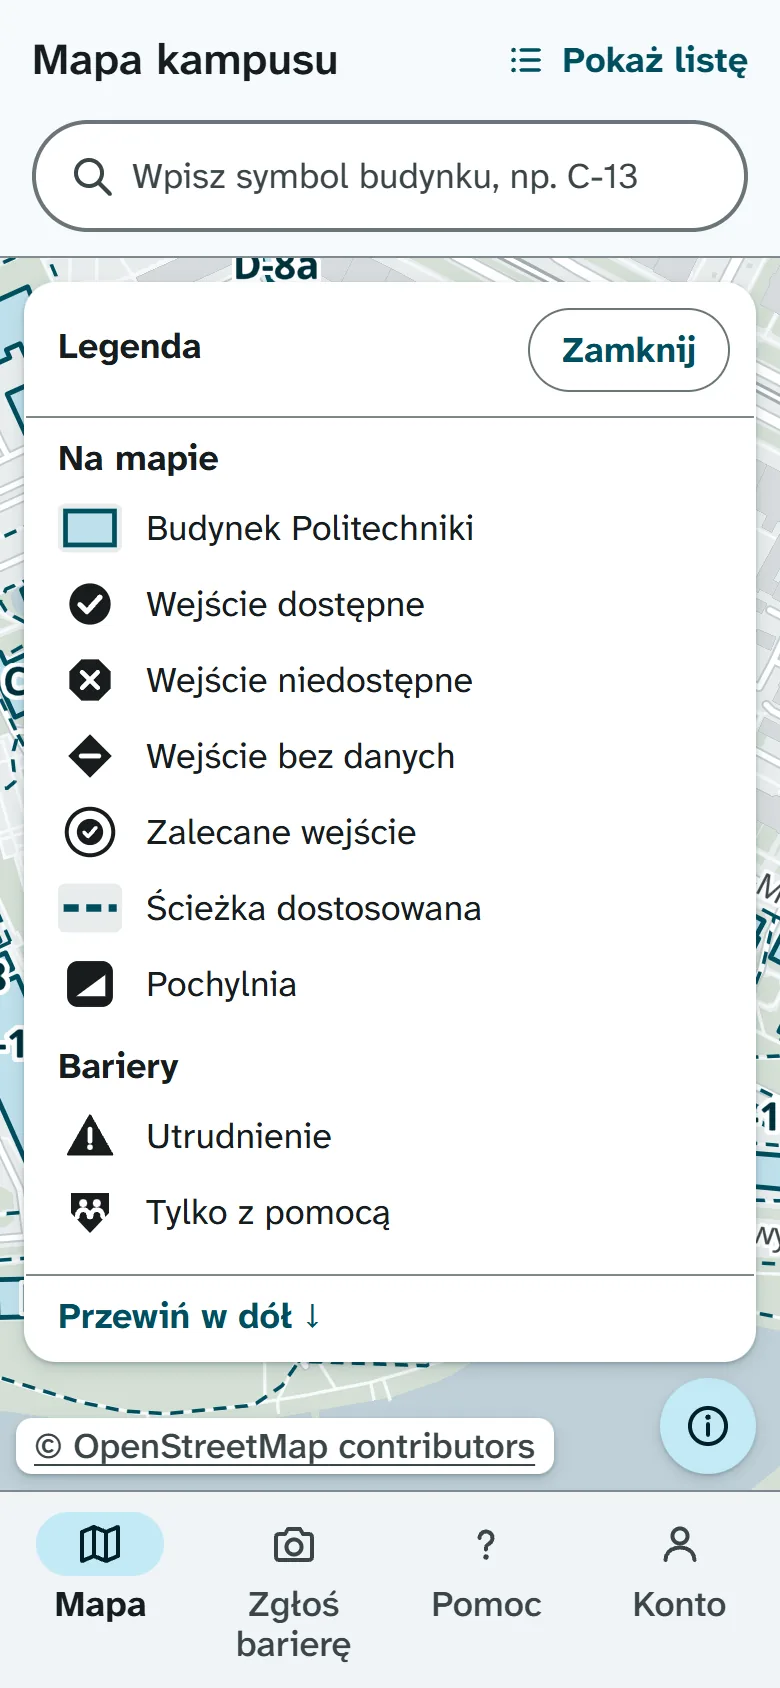 Mapa kampusu
Pokaż listę
Wpisz symbol budynku, np. C-13
D-8a
Legenda
Zamknij
Na mapie
Budynek Politechniki
Wejście dostępne
Wejście niedostępne
Wejście bez danych
Zalecane wejście
Ścieżka dostosowana
Pochylnia
Bariery
Utrudnienie
Tylko z pomocą
Przewiń w dół ↓
© OpenStreetMap contributors
Mapa
Zgłoś
barierę
Pomoc
Konto